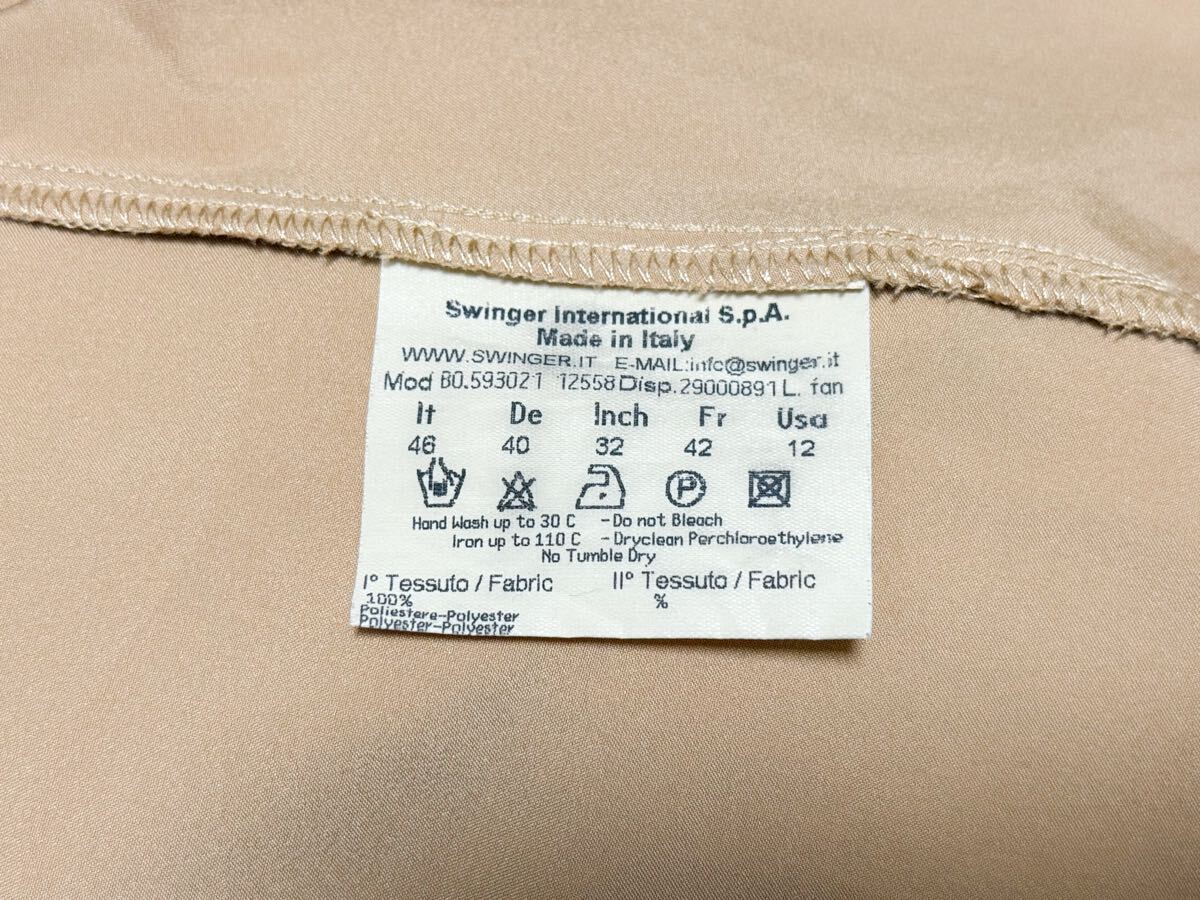 Swinger International S.p.A.
Made in Italy
WWW.SWINGER.IT E-MAIL:info@swinger.it
Mod B0.593021 12558 Disp.29000891 L. fan
It De Inch Fr Usa
46 40 32 42 12
P
Hand Wash up to 30 C - Do not Bleach
Iron up to 110 C - Dryclean Perchloroethylene
No Tumble Dry
I° Tessuto / Fabric II° Tessuto / Fabric
100% %
Poliestere-Polyester
Polyester-Polyester